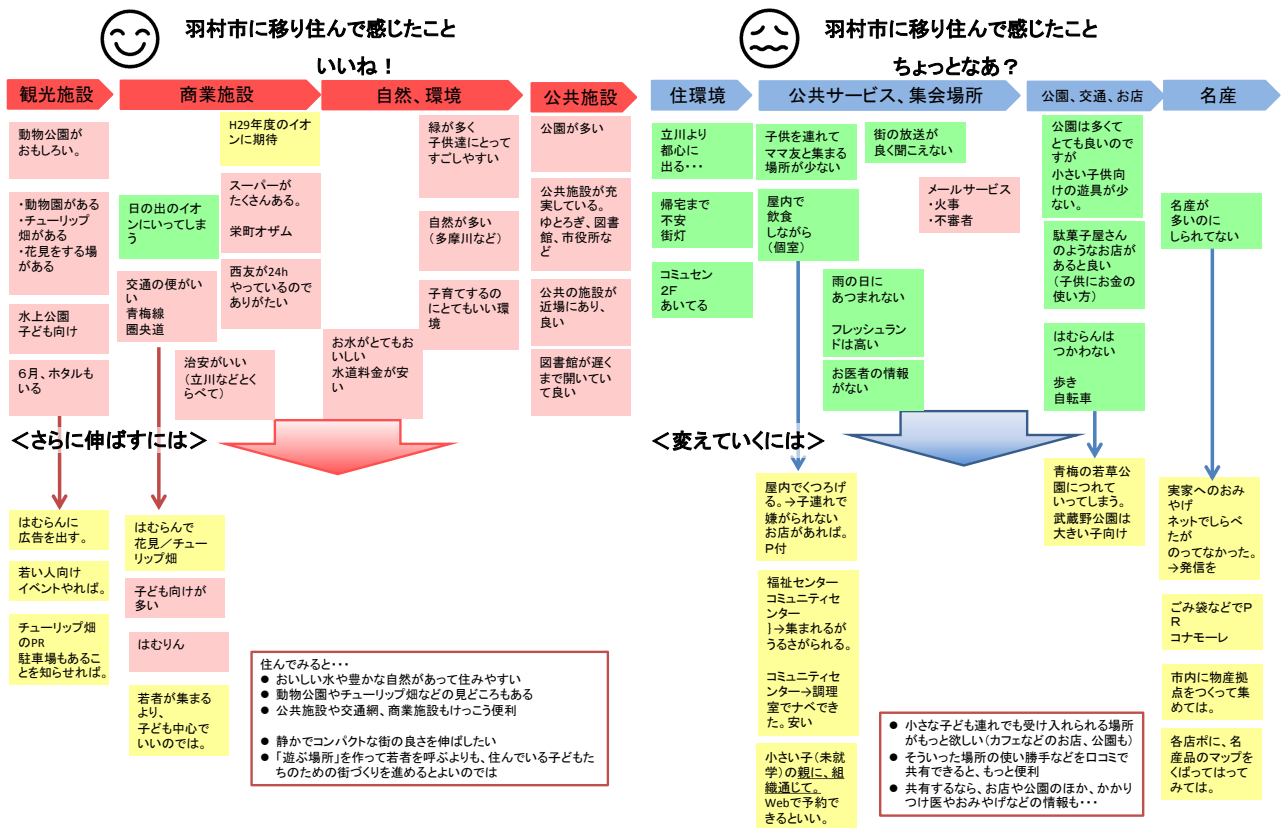 羽村市に移り住んで感じたこと
いいね！
観光施設
商業施設
自然、環境
公共施設
動物公園が
おもしろい。
・動物園がある
・チューリップ
畑がある
・花見をする場
がある
水上公園
子ども向け
６月、ホタルも
いる
H29年度のイオ
ンに期待
日の出のイオ
ンにいってしま
う
スーパーが
たくさんある。
栄町オザム
交通の便がい
い
青梅線
圏央道
西友が24h
やっているので
ありがたい
治安がいい
（立川などとく
らべて）
緑が多く
子供達にとって
すごしやすい
自然が多い
（多摩川など）
子育てするの
にとてもいい環
境
お水がとてもお
いしい
水道料金が安
い
公園が多い
公共施設が充
実している。
ゆとろぎ、図書
館、市役所な
ど
公共の施設が
近場にあり、
良い
図書館が遅く
まで開いてい
て良い
＜さらに伸ばすには＞
はむらんに
広告を出す。
若い人向け
イベントやれば。
チューリップ畑
のPR
駐車場もあるこ
とを知らせれば。
はむらんで
花見／チュー
リップ畑
子ども向けが
多い
はむりん
若者が集まる
より、
子ども中心で
いいのでは。
住んでみると・・・
● おいしい水や豊かな自然があって住みやすい
● 動物公園やチューリップ畑などの見どころもある
● 公共施設や交通網、商業施設もけっこう便利
● 静かでコンパクトな街の良さを伸ばしたい
● 「遊ぶ場所」を作って若者を呼ぶよりも、住んでいる子どもた
ちのための街づくりを進めるとよいのでは
羽村市に移り住んで感じたこと
ちょっとなあ？
住環境
公共サービス、集会場所
公園、交通、お店
名産
立川より
都心に
出る・・・
帰宅まで
不安
街灯
コミュセン
２Ｆ
あいてる
子供を連れて
ママ友と集まる
場所が少ない
屋内で
飲食
しながら
（個室）
街の放送が
良く聞こえない
メールサービス
・火事
・不審者
雨の日に
あつまれない
フレッシュラン
ドは高い
お医者の情報
がない
公園は多くて
とても良いので
すが
小さい子供向
けの遊具が少
ない。
駄菓子屋さん
のようなお店が
あると良い
（子供にお金の
使い方）
はむらんは
つかわない
歩き
自転車
名産が
多いのに
しられてない
＜変えていくには＞
屋内でくつろげ
る。→子連れで
嫌がられない
お店があれば。
Ｐ付
福祉センター
コミュニティセ
ンター
｝→集まれるが
うるさがられる。
コミュニティセ
ンター→調理
室でナベでき
た。安い
小さい子（未就
学）の親に、組
織通じて。
Webで予約で
きるといい。
青梅の若草公
園につれて
いってしまう。
武蔵野公園は
大きい子向け
実家へのおみ
やげ
ネットでしらべ
たが
のってなかった。
→発信を
ごみ袋などでＰ
Ｒ
コナモーレ
市内に物産拠
点をつくって集
めては。
各店ポに、名
産品のマップを
くばってはって
みては。
● 小さな子ども連れでも受け入れられる場所
がもっと欲しい（カフェなどのお店、公園も）
● そういった場所の使い勝手などを口コミで
共有できると、もっと便利
● 共有するなら、お店や公園のほか、かかり
つけ医やおみやげなどの情報も・・・